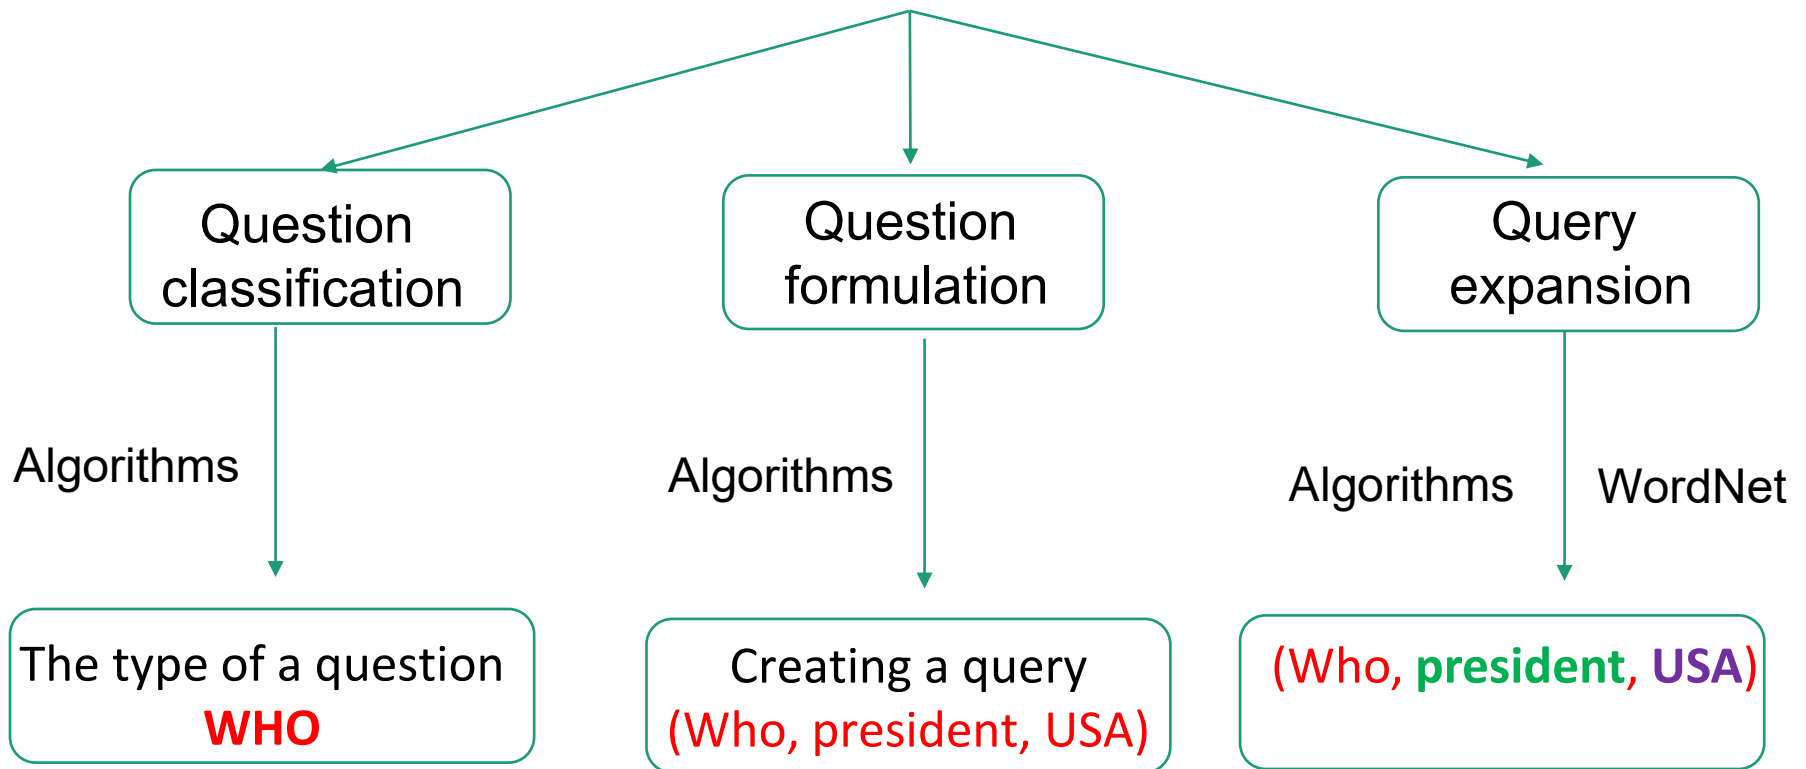 Question
classification
Question
formulation
Query
expansion
Algorithms
Algorithms
Algorithms
WordNet
The type of a question
WHO
Creating a query
(Who, president, USA)
(Who, president, USA)